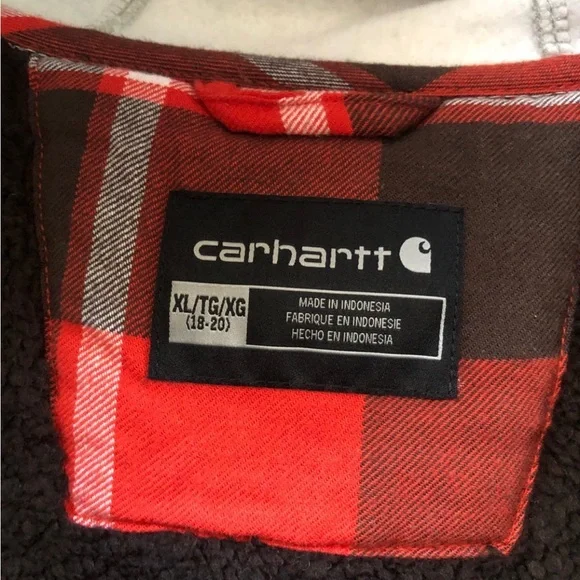 carhartt
XL/TG/XG
(18-20)
MADE IN INDONESIA
FABRIQUE EN INDONESIE
HECHO EN INDONESIA